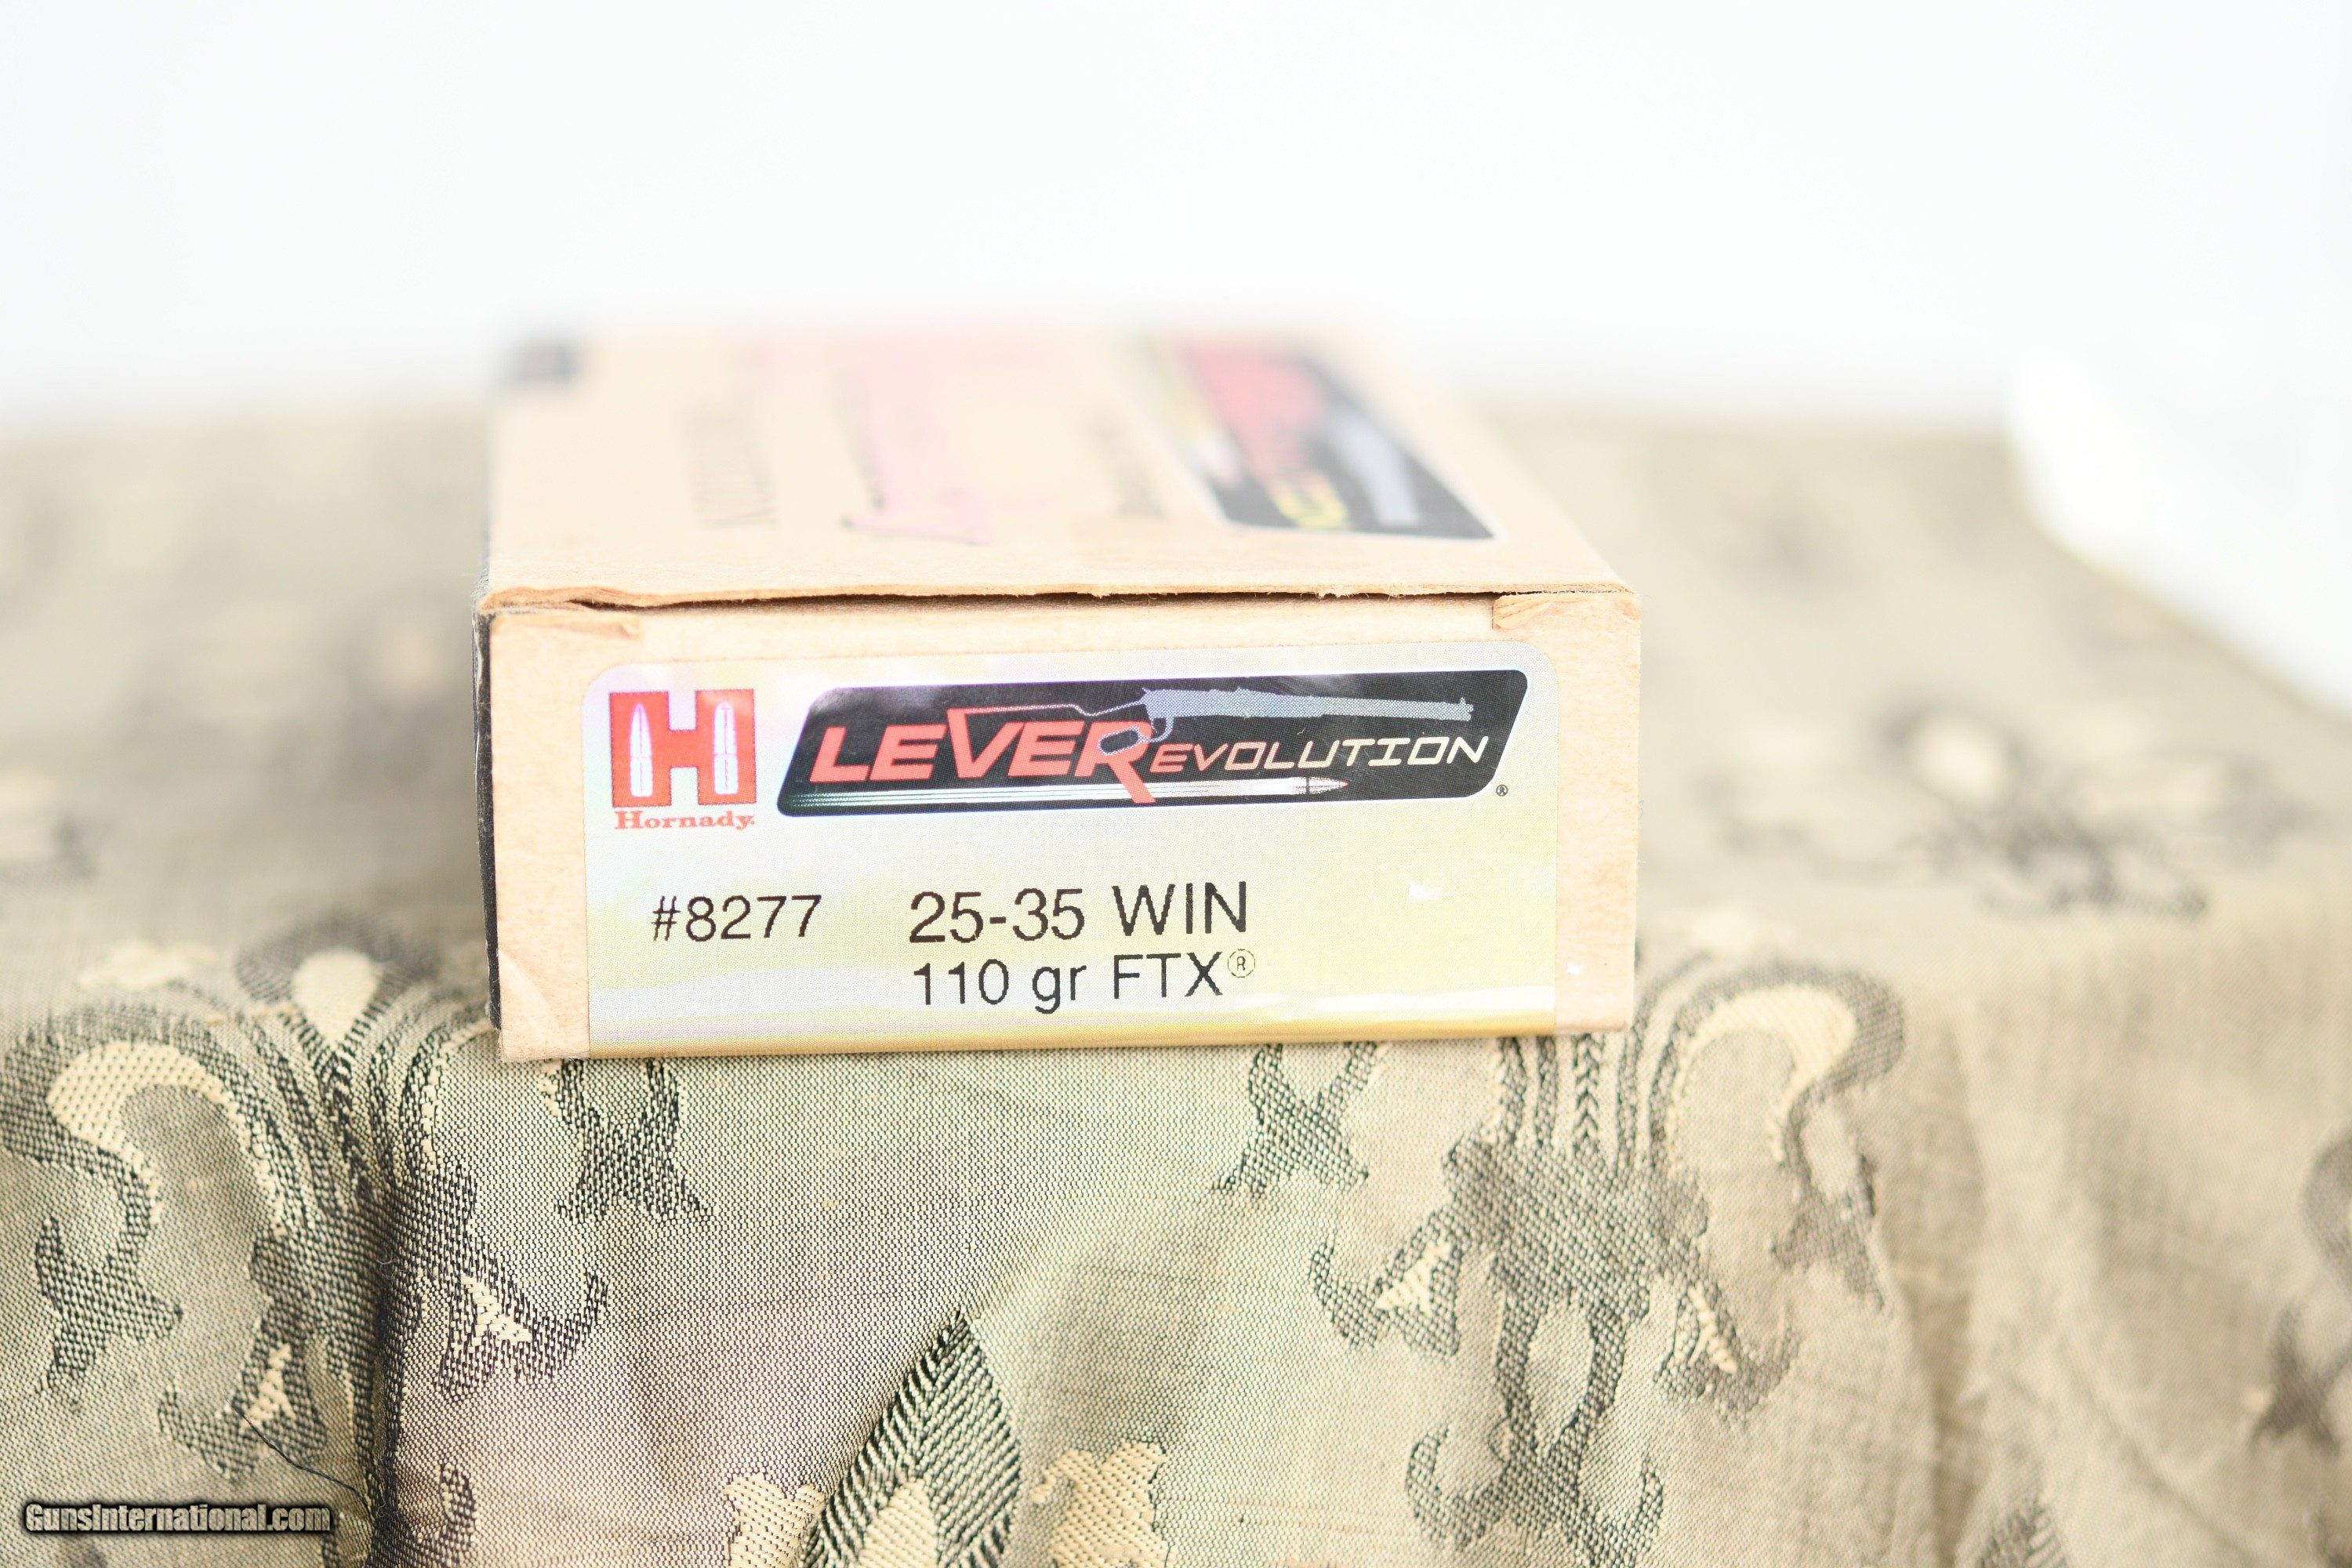 H
Hornady
LEVERevolution®
#8277 25-35 WIN
110 gr FTX®
GunsInternational.com